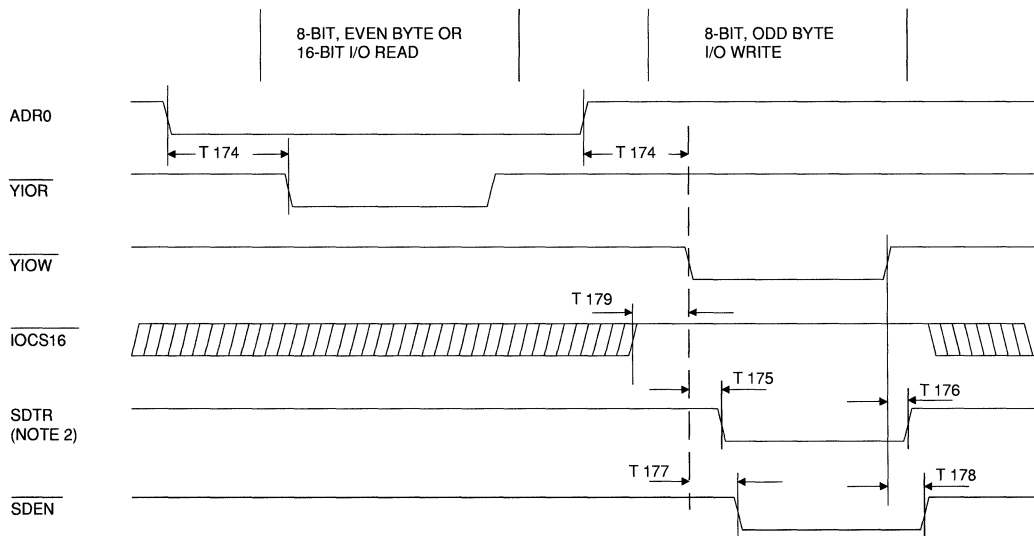 8-BIT, EVEN BYTE OR
16-BIT I/O READ
8-BIT, ODD BYTE
I/O WRITE
ADR0
T 174
T 174
YIOR
YIOW
T 179
IOCS16
T 175
T 176
SDTR
(NOTE 2)
T 177
T 178
SDEN